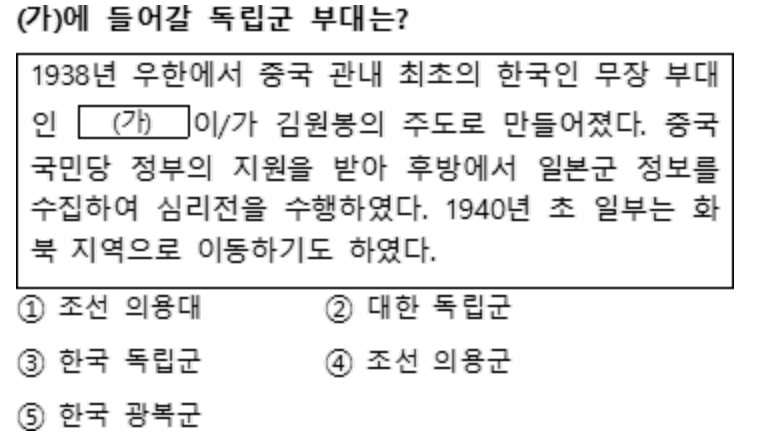 (가)에 들어갈 독립군 부대는?
1938년 우한에서 중국 관내 최초의 한국인 무장 부대
인 (가) 이/가 김원봉의 주도로 만들어졌다. 중국
국민당 정부의 지원을 받아 후방에서 일본군 정보를
수집하여 심리전을 수행하였다. 1940년 초 일부는 화
북 지역으로 이동하기도 하였다.
① 조선 의용대 ② 대한 독립군
③ 한국 독립군 ④ 조선 의용군
⑤ 한국 광복군